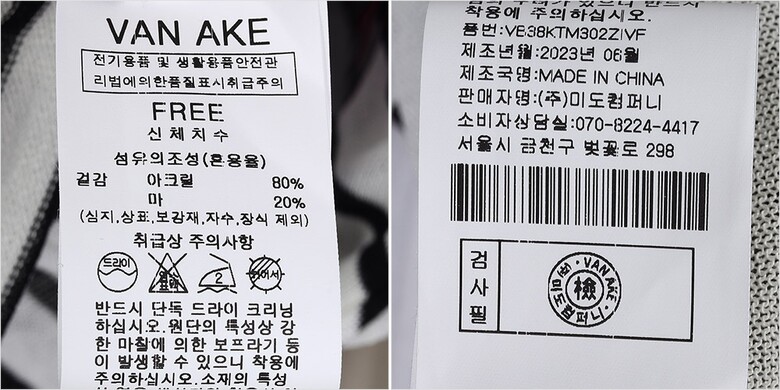 VAN AKE
전기용품 및 생활용품안전관
리법에의한품질표시취급주의
FREE
신체치수
섬유의조성(혼용율)
겉감 아크릴 80%
마 20%
(심지,상표,보강재,자수,장식 제외)
취급상 주의사항
드라이
염소표백
2
뉘어서
반드시 단독 드라이 크리닝
하십시오.원단의 특성상 강
한 마찰에 의한 보프라기 등
이 발생할 수 있으니 착용에
주의하십시오.소재의 특성
착용에 주의하십시오.
품번:VB38KTM302ZIVF
제조년월:2023년 06월
제조국명:MADE IN CHINA
판매자명:(주)미도컴퍼니
소비자상담실:070-8224-4417
서울시 금천구 벚꽃로 298
검사필
VAN AKE
檢
(주)미도컴퍼니